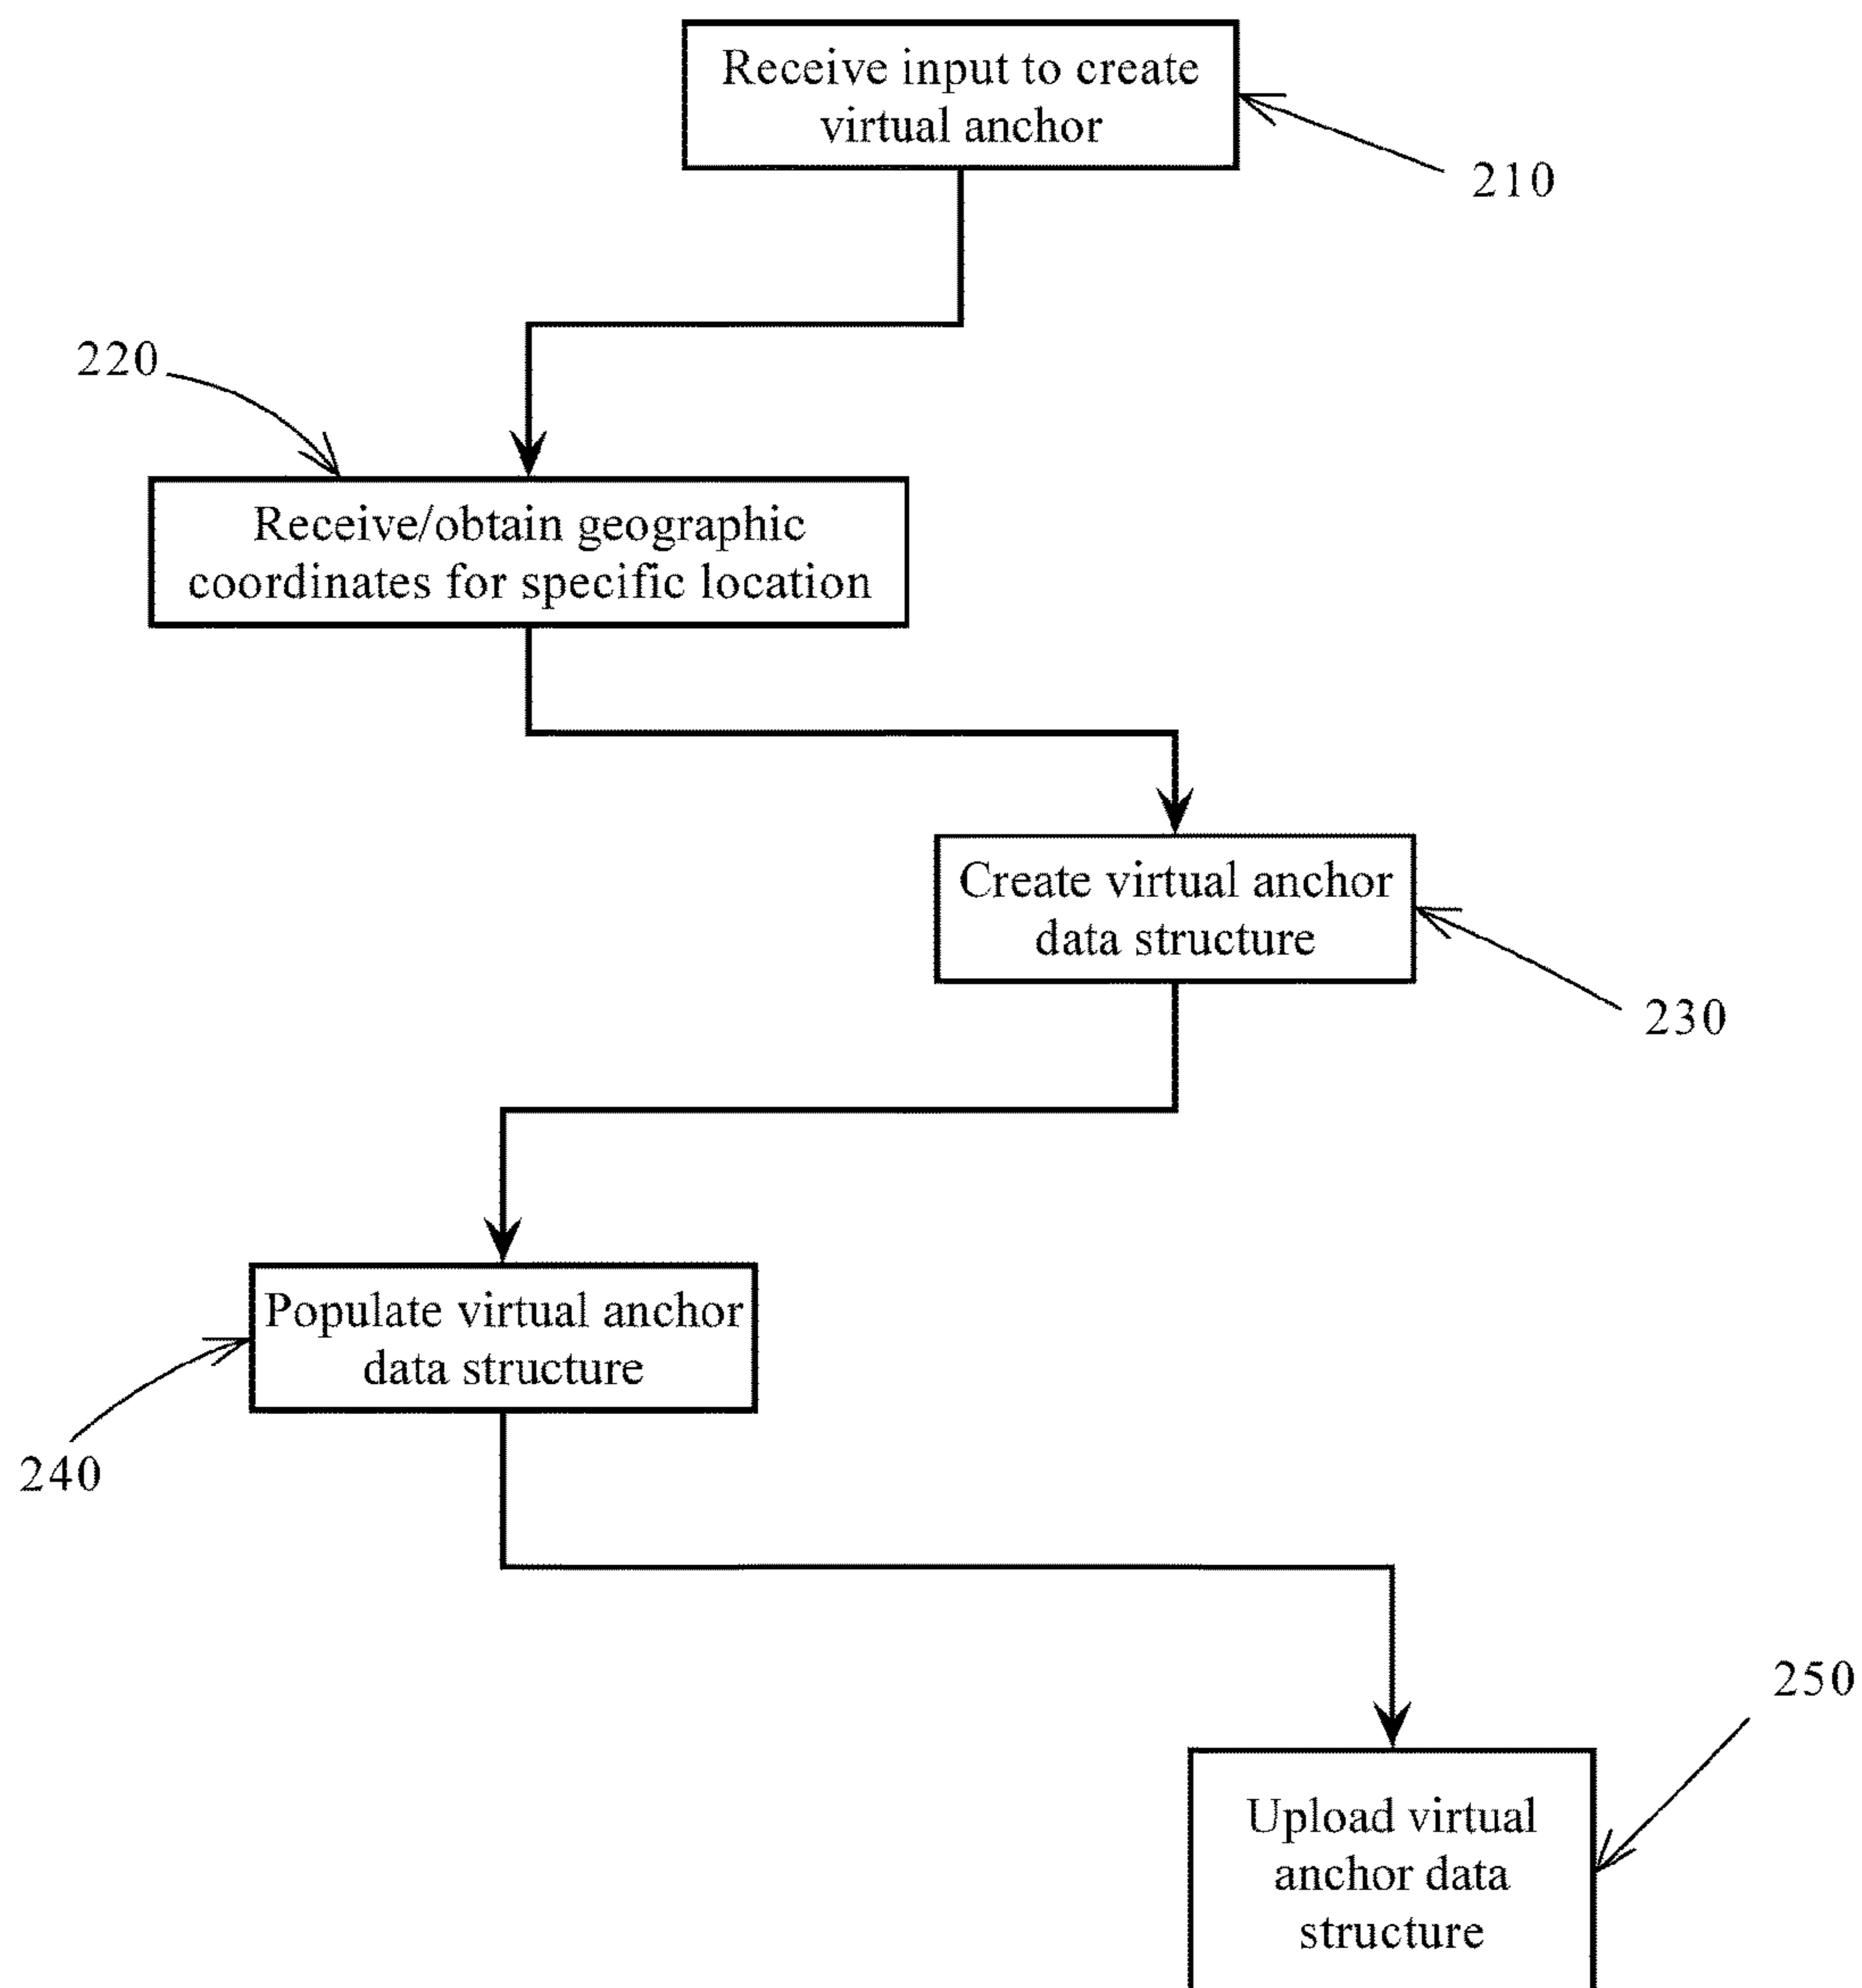 Receive input to create
virtual anchor
210
220
Receive/obtain geographic
coordinates for specific location
Create virtual anchor
data structure
230
Populate virtual anchor
data structure
240
250
Upload virtual
anchor data
structure